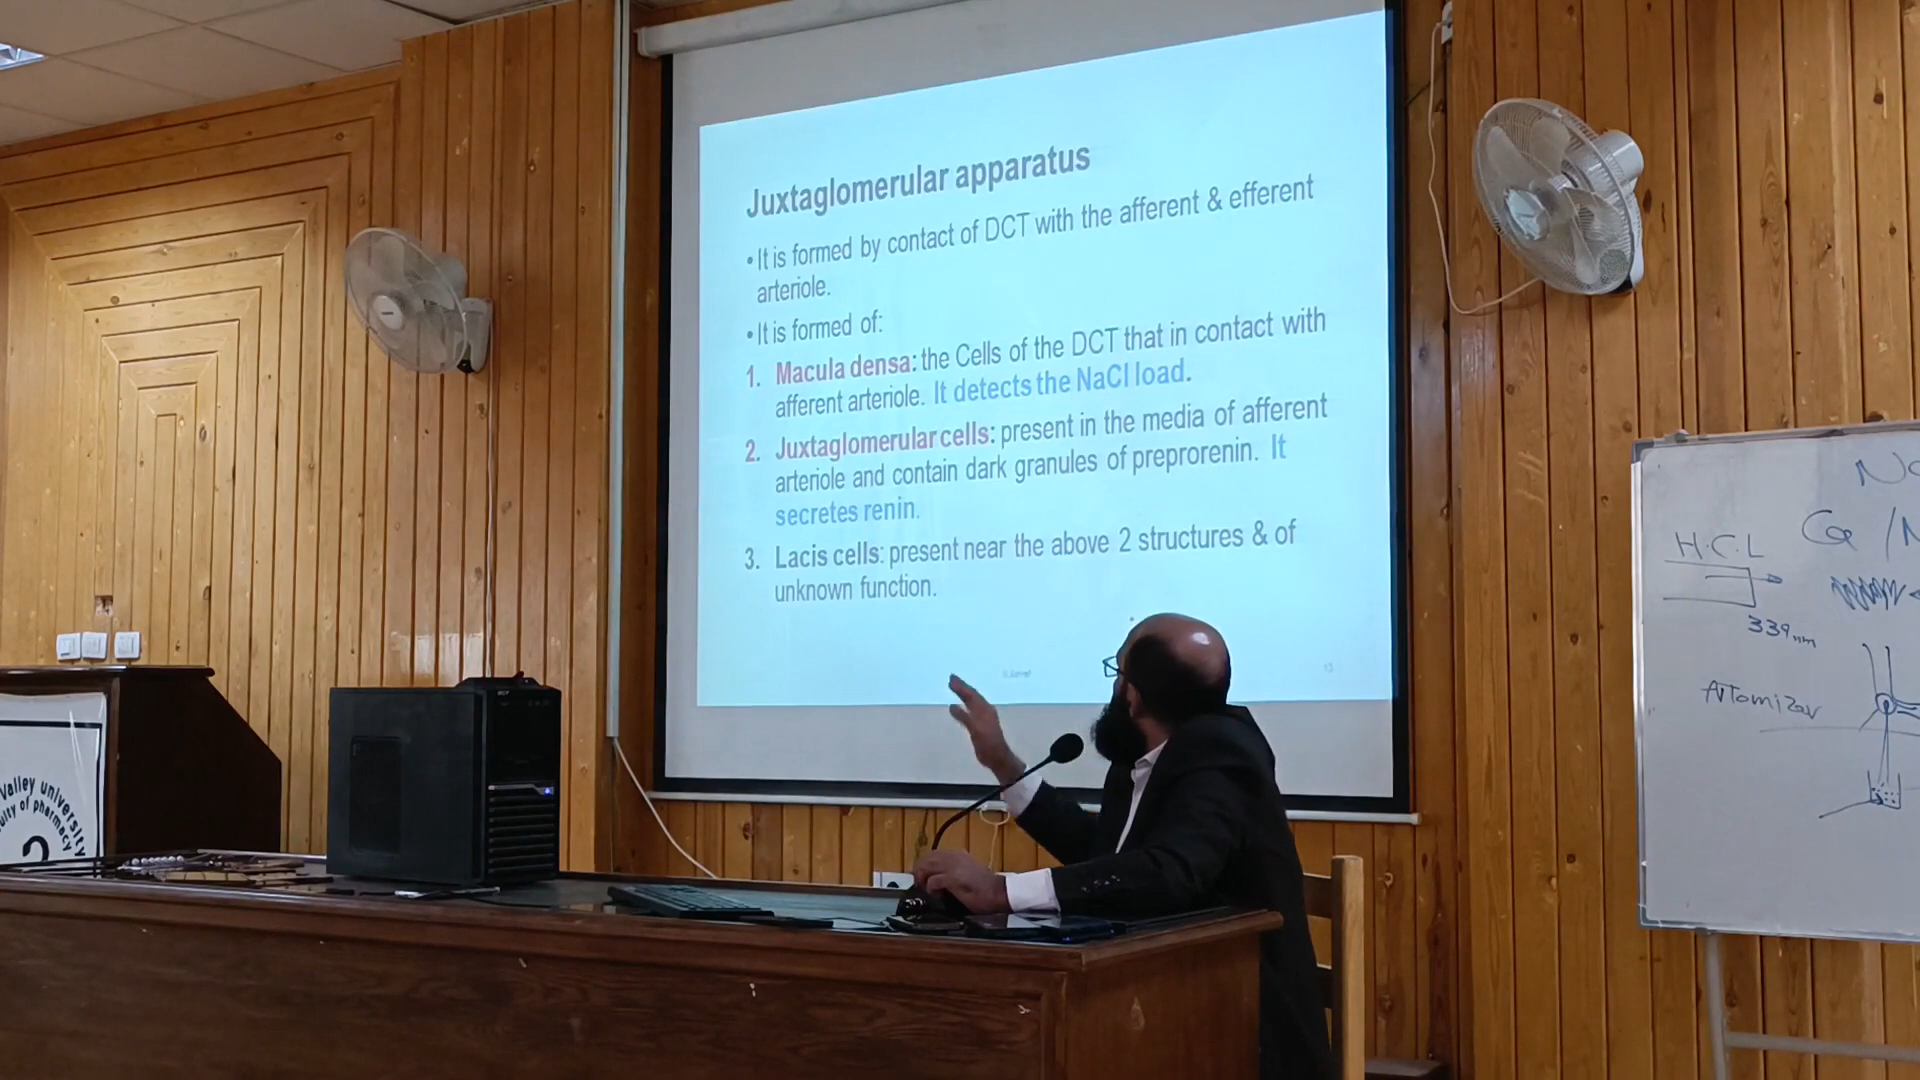 Juxtaglomerular apparatus
• It is formed by contact of DCT with the afferent & efferent
arteriole.
• It is formed of:
1. Macula densa: the Cells of the DCT that in contact with
afferent arteriole. It detects the NaCl load.
2. Juxtaglomerular cells: present in the media of afferent
arteriole and contain dark granules of preprorenin. It
secretes renin.
3. Lacis cells: present near the above 2 structures & of
unknown function.
13
H.C.L
339nm
Atomizer
Valley university
of pharmacy